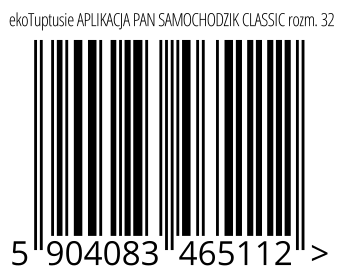 ekoTuptusie APLIKACJA PAN SAMOCHODZIK CLASSIC rozm. 32
5 904083 465112 >